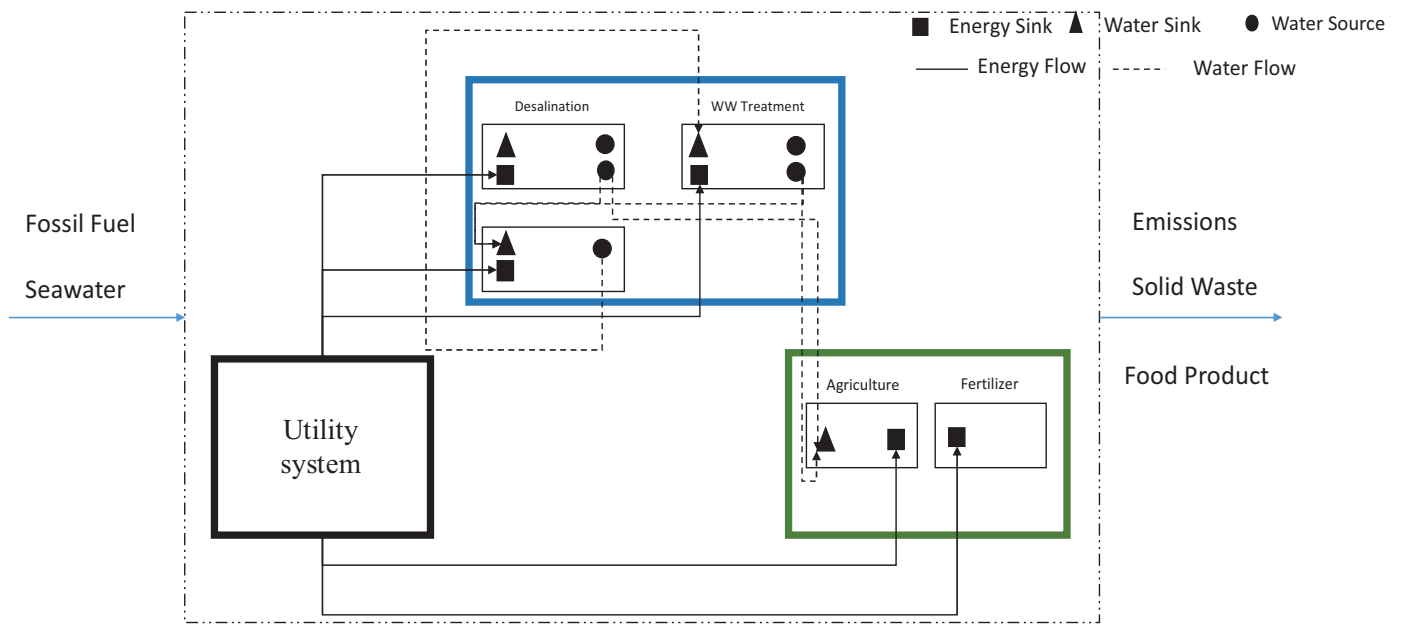 Energy Sink
Water Sink
Water Source
Energy Flow
Water Flow
Desalination
WW Treatment
Fossil Fuel
Seawater
Emissions
Solid Waste
Food Product
Utility
system
Agriculture
Fertilizer